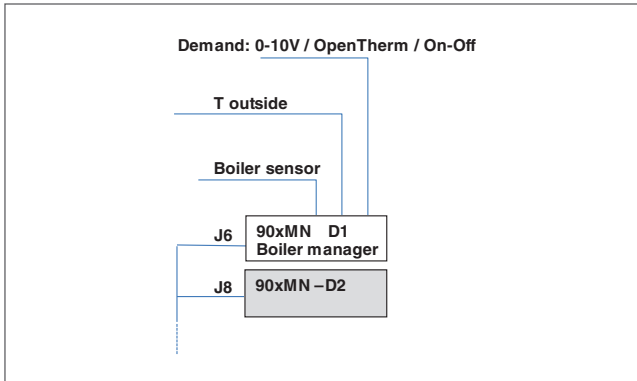 Demand: 0-10V / OpenTherm / On-Off
T outside
Boiler sensor
J6
90xMN D1
Boiler manager
J8
90xMN –D2